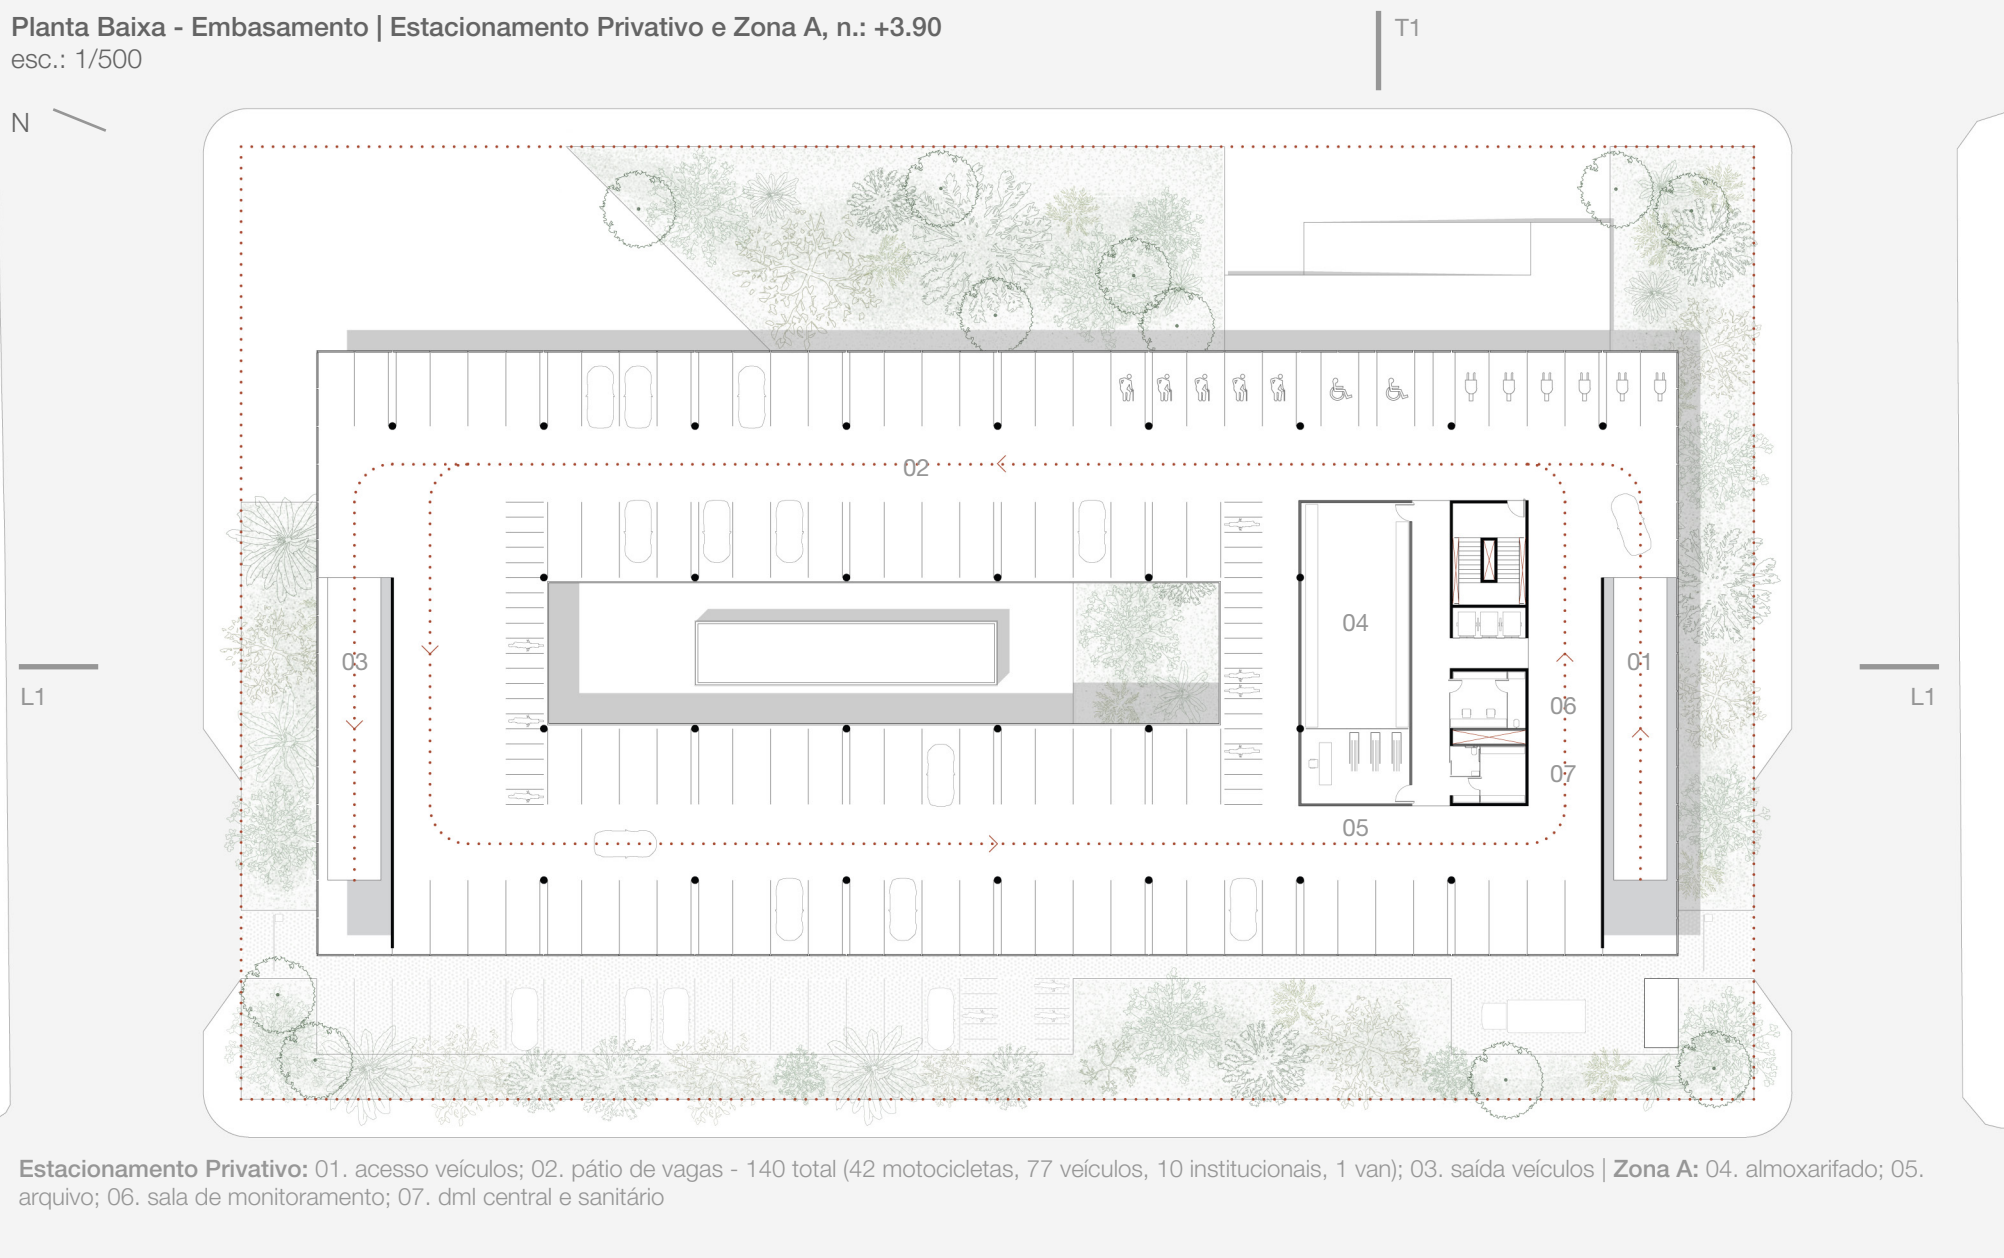 Planta Baixa - Embasamento | Estacionamento Privativo e Zona A, n.: +3.90
esc.: 1/500
T1
N
02
04
03
01
L1
L1
06
07
05
Estacionamento Privativo: 01. acesso veículos; 02. pátio de vagas - 140 total (42 motocicletas, 77 veículos, 10 institucionais, 1 van); 03. saída veículos | Zona A: 04. almoxarifado; 05.
arquivo; 06. sala de monitoramento; 07. dml central e sanitário